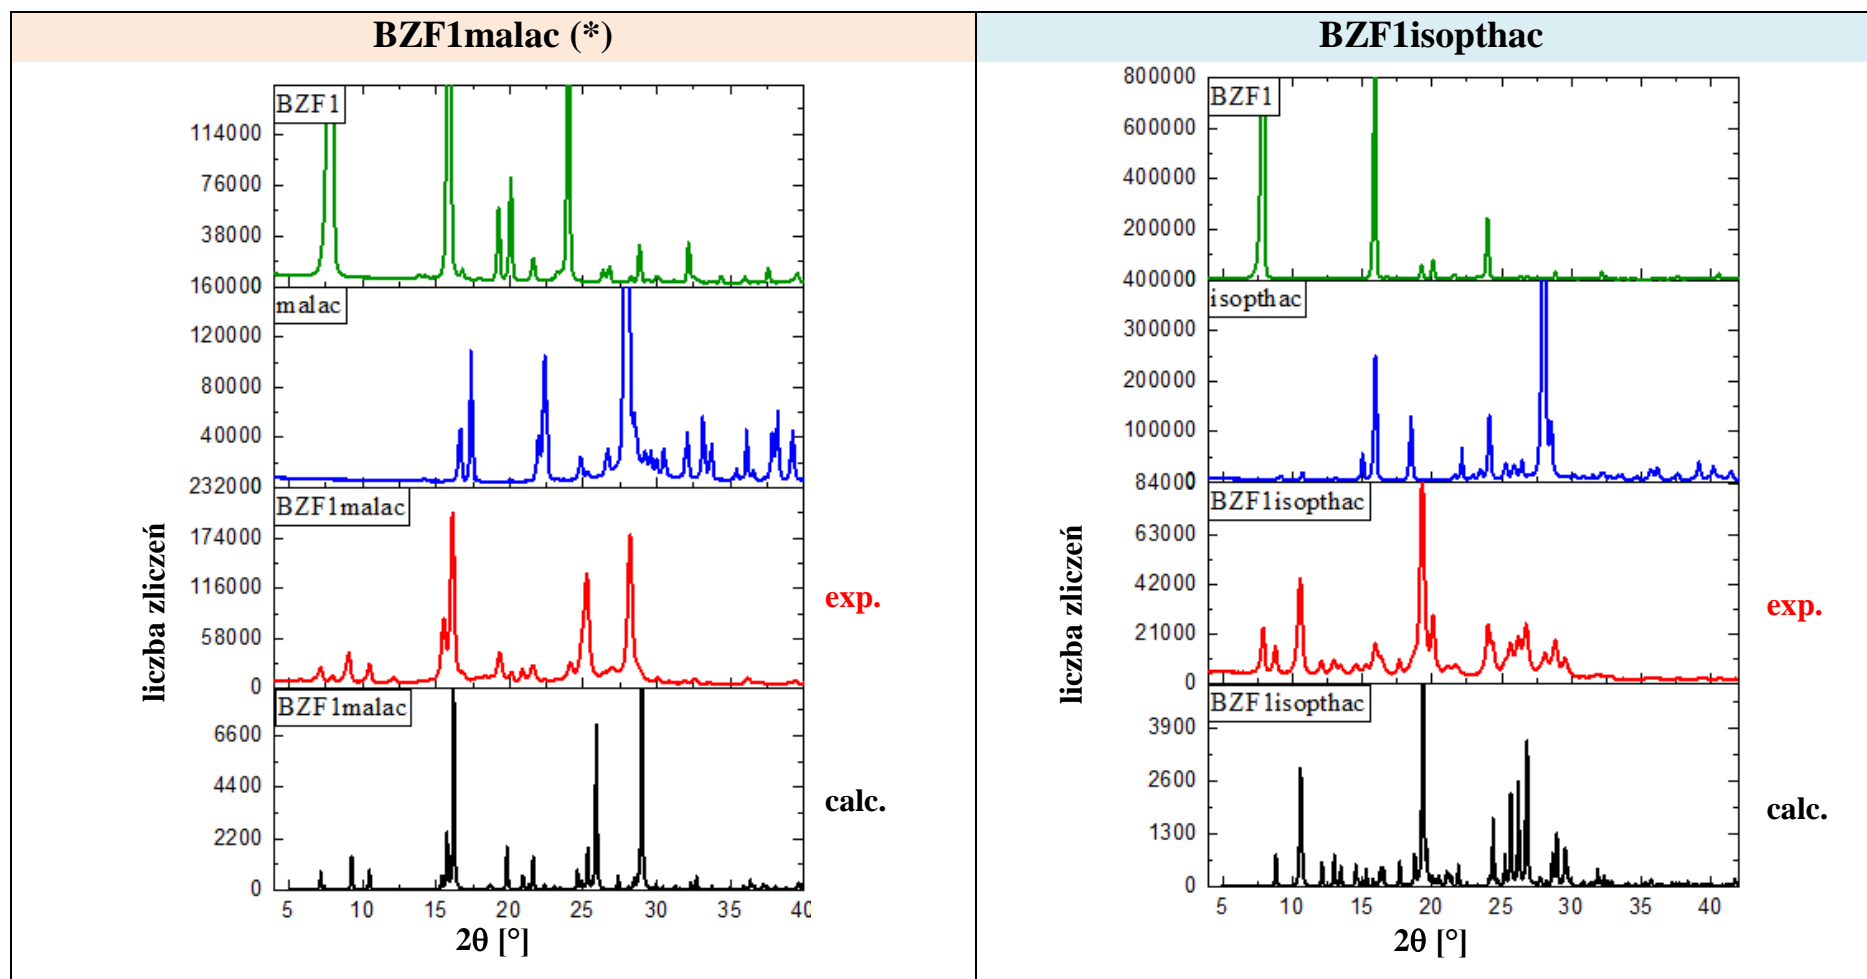 BZF1malac (*)
BZF1
114000
76000
38000
160000
malac
120000
80000
40000
232000
BZF1malac
174000
116000
58000
0
exp.
BZF1malac
6600
4400
2200
0
calc.
liczba zliczeń
5 10 15 20 25 30 35 40
2θ [°]
BZF1isopthac
800000
BZF1
600000
400000
200000
400000
isopthac
300000
200000
100000
84000
BZF1isopthac
63000
42000
21000
0
exp.
BZF1isopthac
3900
2600
1300
0
calc.
liczba zliczeń
5 10 15 20 25 30 35 40
2θ [°]